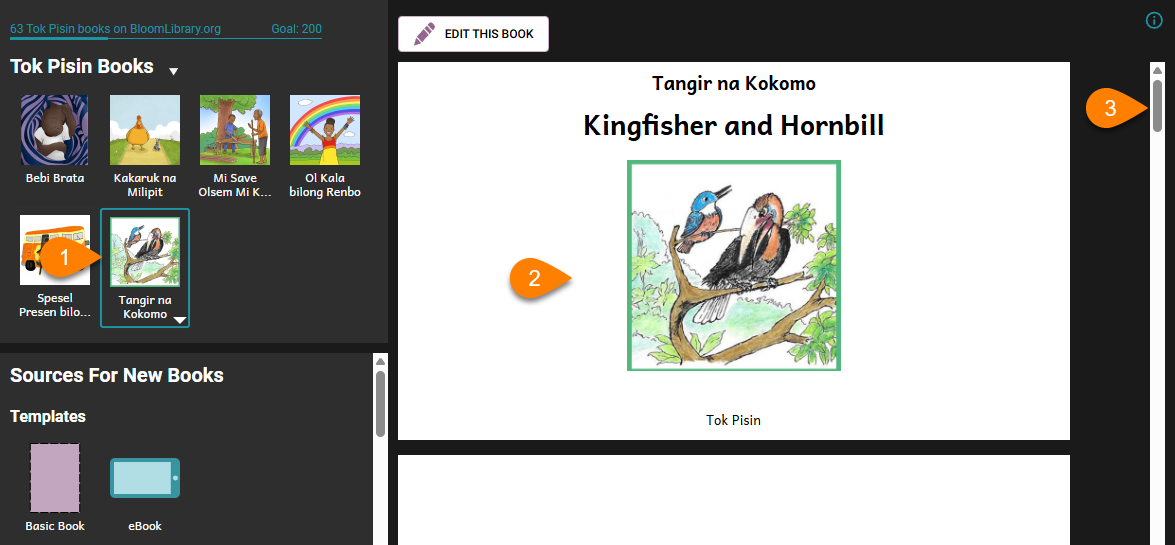 63 Tok Pisin books on BloomLibrary.org
Goal: 200
Tok Pisin Books
Bebi Brata
Kakaruk na
Milipit
Mi Save
Olsem Mi K...
Ol Kala
bilong Renbo
1
Spesel
Presen bilo...
Tangir na
Kokomo
Sources For New Books
Templates
Basic Book
eBook
EDIT THIS BOOK
Tangir na Kokomo
Kingfisher and Hornbill
2
Tok Pisin
3